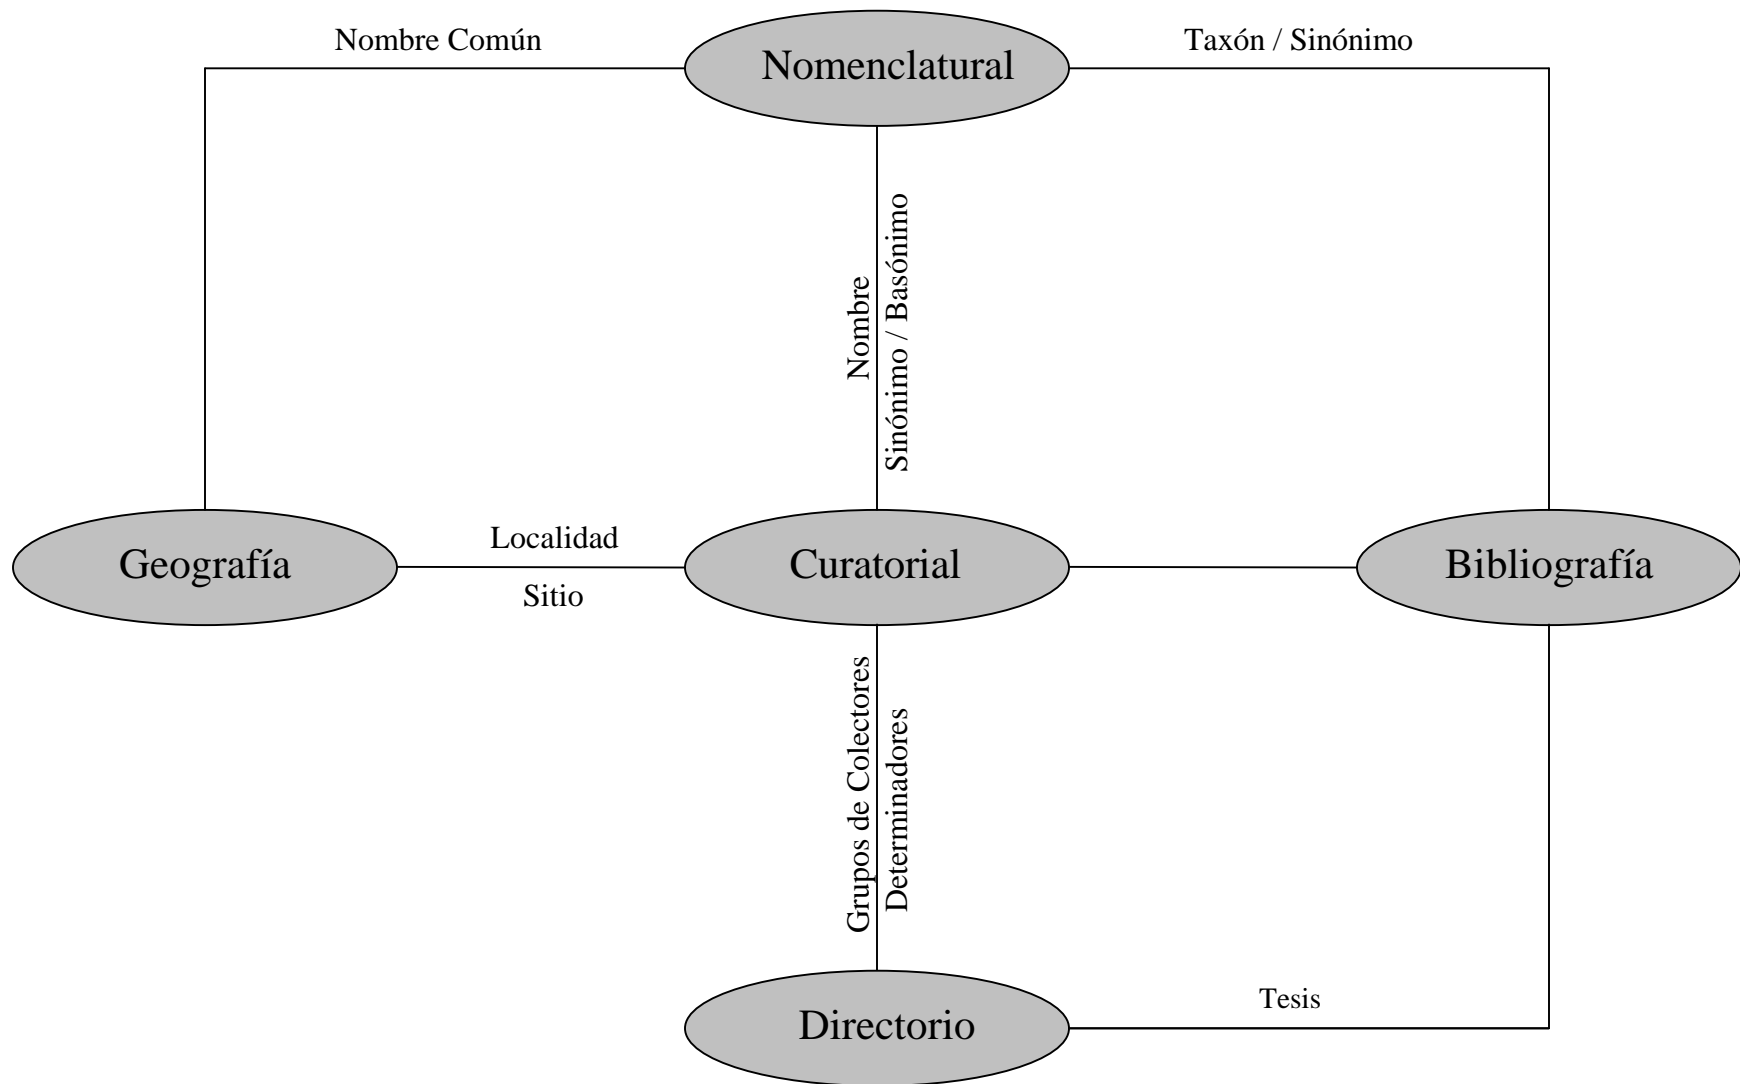 Nombre Común
Nomenclatural
Taxón / Sinónimo
Nombre
Sinónimo / Basónimo
Geografía
Localidad
Sitio
Curatorial
Bibliografía
Grupos de Colectores
Determinadores
Directorio
Tesis